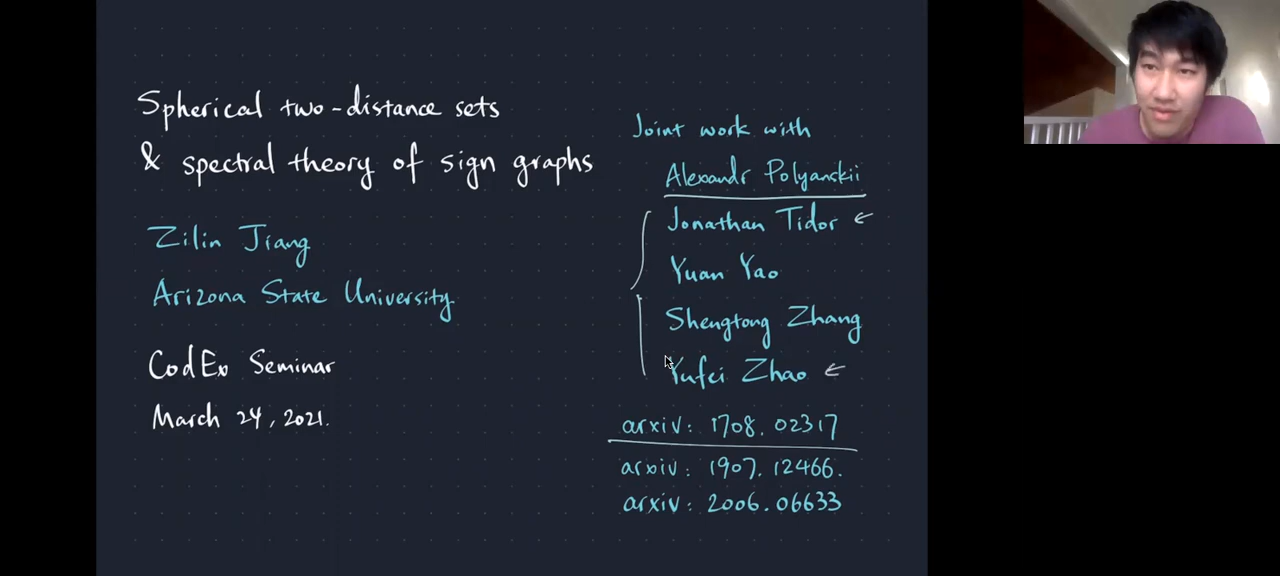 Spherical two-distance sets
& spectral theory of sign graphs
Zilin Jiang
Arizona State University
CodEx Seminar
March 24, 2021.
Joint work with
Alexandr Polyanskii
Jonathan Tidor
Yuan Yao
Shengtong Zhang
Yufei Zhao
arxiv: 1708.02317
arxiv: 1907.12466.
arxiv: 2006.06633